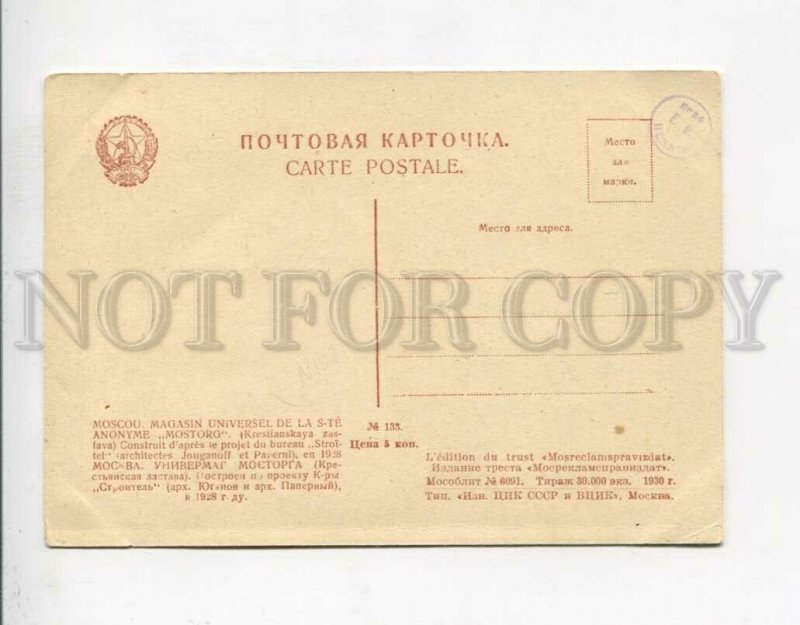 ПОЧТОВАЯ КАРТОЧКА.
CARTE POSTALE.
Место
для
марки.
Место для адреса.
NOT FOR COPY
MOSCOU. MAGASIN UNIVERSEL DE LA S-TÉ
ANONYME „MOSTORG“. (Krestianskaya zas-
tava) Construit d'après le projet du bureau „Stroï-
tel“ (architectes Jouganoff et Paperni), en 1928
МОСКВА. УНИВЕРМАГ МОСТОРГА (Кре-
стьянская застава). Построен по проекту К-ры
„Строитель“ (арх. Юганов и арх. Паперный),
в 1928 г. ду.
№ 133.
Цена 5 коп.
L'édition du trust «Mosreclamspravizdat».
Издание треста «Мосрекламсправиздат».
Мособлит № 6091. Тираж 30.000 экз. 1930 г.
Тип. «Изв. ЦИК СССР и ВЦИК», Москва.